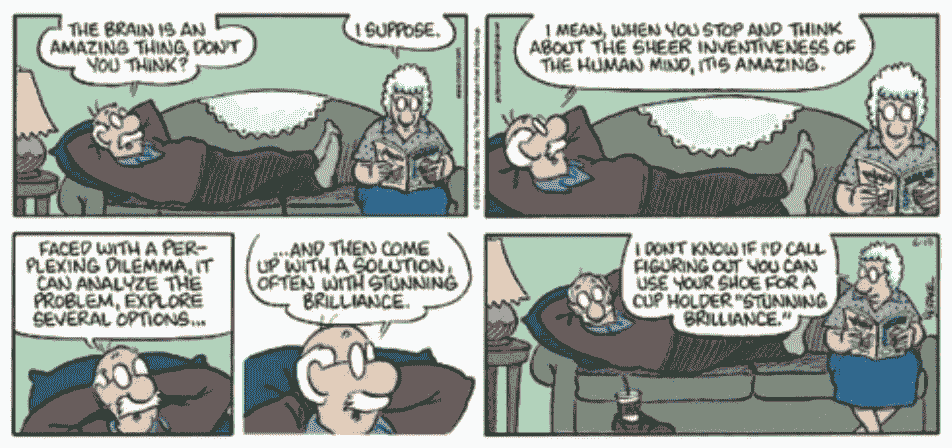 THE BRAIN IS AN
AMAZING THING, DON'T
YOU THINK?
I SUPPOSE.
I MEAN, WHEN YOU STOP AND THINK
ABOUT THE SHEER INVENTIVENESS OF
THE HUMAN MIND, IT'S AMAZING.
FACED WITH A PER-
PLEXING DILEMMA, IT
CAN ANALYZE THE
PROBLEM, EXPLORE
SEVERAL OPTIONS...
...AND THEN COME
UP WITH A SOLUTION,
OFTEN WITH STUNNING
BRILLIANCE.
I DON'T KNOW IF I'D CALL
FIGURING OUT YOU CAN
USE YOUR SHOE FOR A
CUP HOLDER "STUNNING
BRILLIANCE."